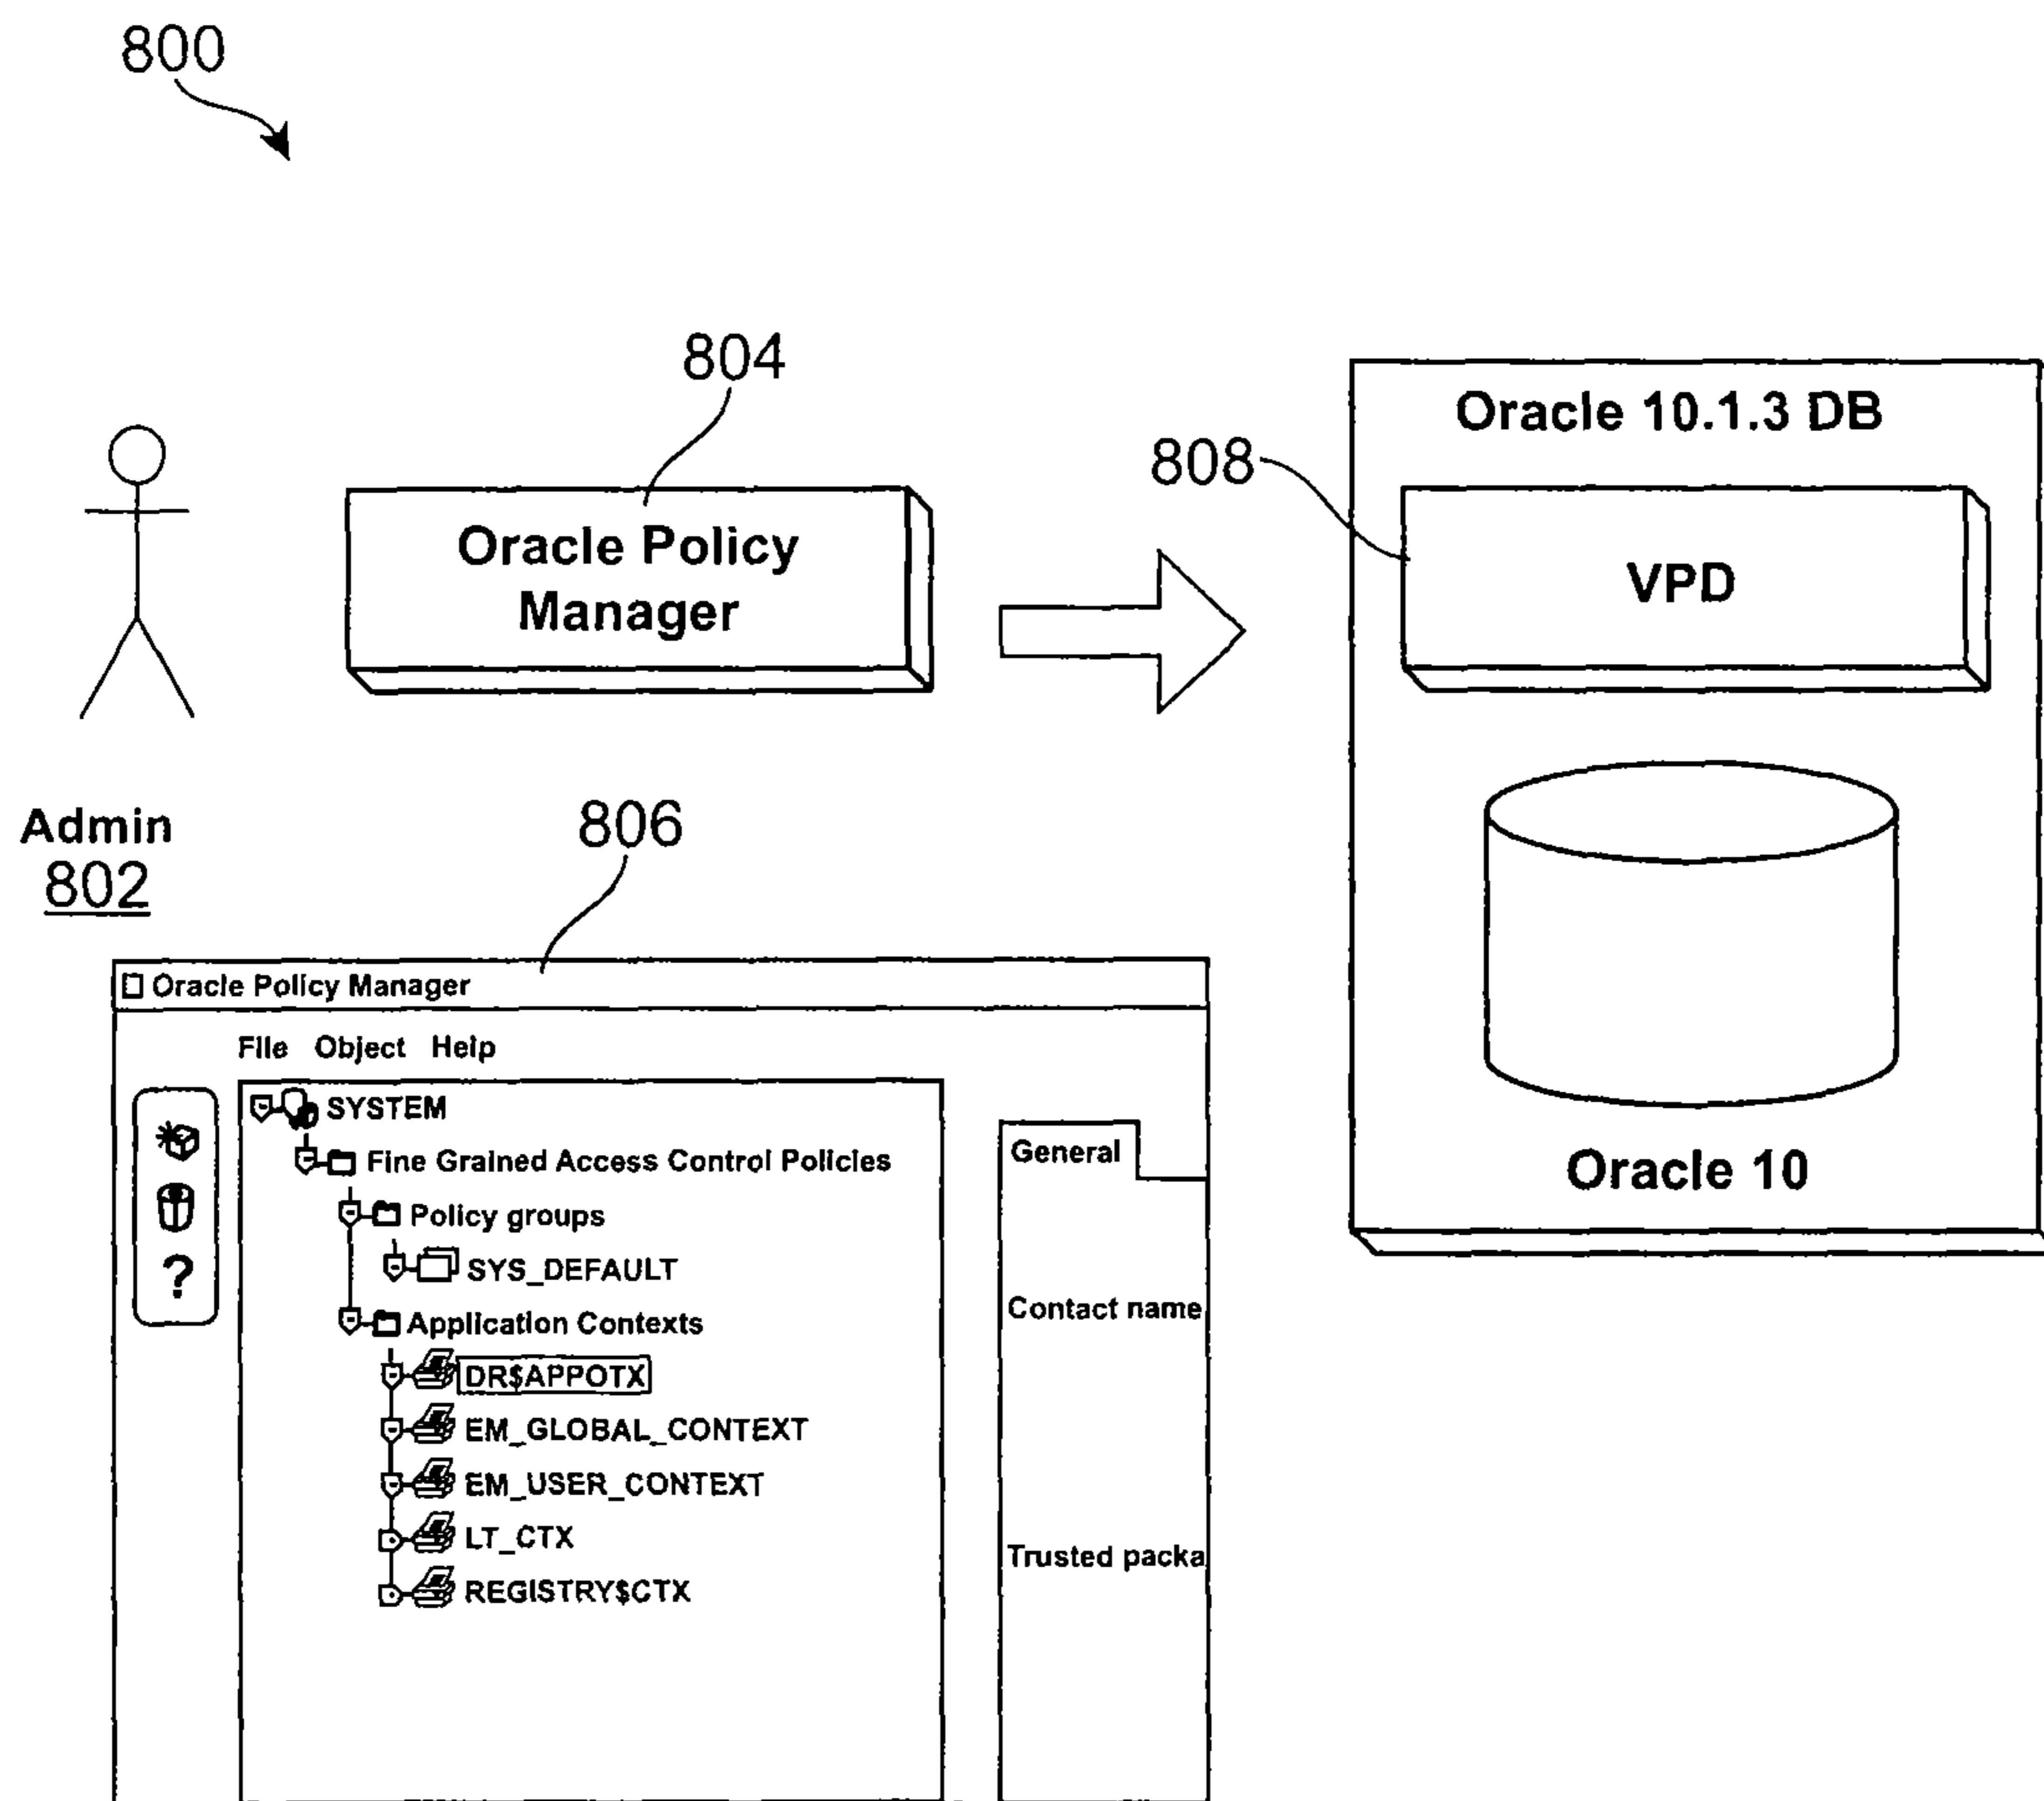 800
804
Oracle 10.1.3 DB
808
Oracle Policy
Manager
VPD
Admin
802
806
Oracle 10
Oracle Policy Manager
File Object Help
SYSTEM
Fine Grained Access Control Policies
Policy groups
SYS_DEFAULT
Application Contexts
DR$APPOTX
EM_GLOBAL_CONTEXT
EM_USER_CONTEXT
LT_CTX
REGISTRY$CTX
?
General
Contact name
Trusted packa